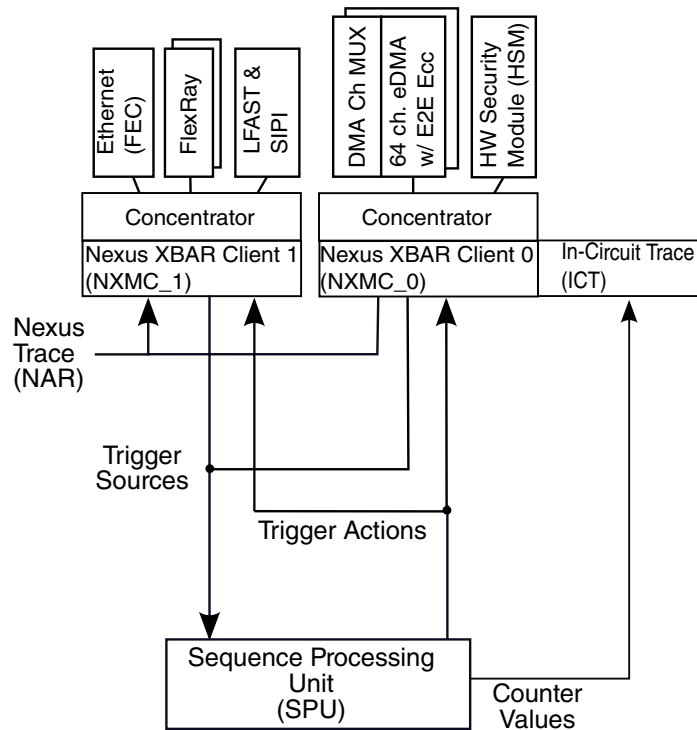 Ethernet
(FEC)
FlexRay
LFAST &
SIPI
DMA Ch MUX
64 ch. eDMA
w/ E2E Ecc
HW Security
Module (HSM)
Concentrator
Concentrator
Nexus XBAR Client 1
(NXMC_1)
Nexus XBAR Client 0
(NXMC_0)
In-Circuit Trace
(ICT)
Nexus
Trace
(NAR)
Trigger
Sources
Trigger Actions
Sequence Processing
Unit
(SPU)
Counter
Values